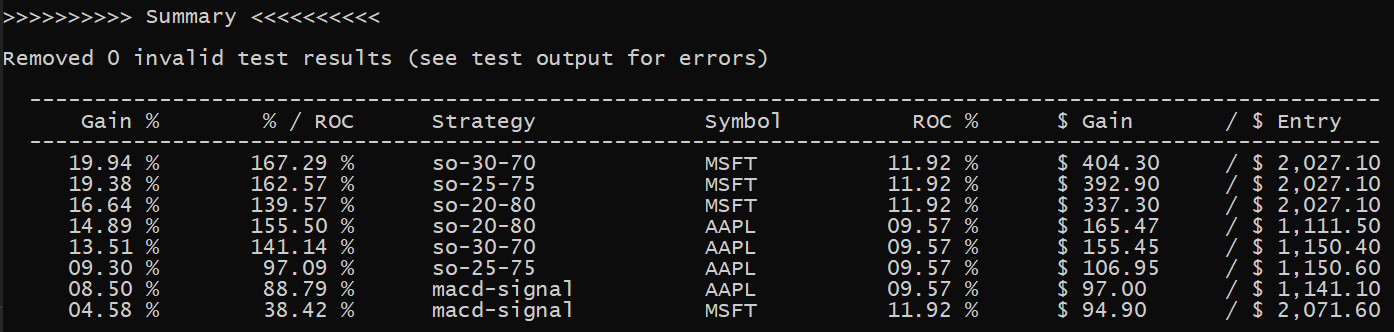 >>>>>>>>>> Summary <<<<<<<<<<
Removed 0 invalid test results (see test output for errors)
--------------------------------------------------------------------------------------------------------
Gain % % / ROC Strategy Symbol ROC % $ Gain / $ Entry
--------------------------------------------------------------------------------------------------------
19.94 % 167.29 % so-30-70 MSFT 11.92 % $ 404.30 / $ 2,027.10
19.38 % 162.57 % so-25-75 MSFT 11.92 % $ 392.90 / $ 2,027.10
16.64 % 139.57 % so-20-80 MSFT 11.92 % $ 337.30 / $ 2,027.10
14.89 % 155.50 % so-20-80 AAPL 09.57 % $ 165.47 / $ 1,111.50
13.51 % 141.14 % so-30-70 AAPL 09.57 % $ 155.45 / $ 1,150.40
09.30 % 97.09 % so-25-75 AAPL 09.57 % $ 106.95 / $ 1,150.60
08.50 % 88.79 % macd-signal AAPL 09.57 % $ 97.00 / $ 1,141.10
04.58 % 38.42 % macd-signal MSFT 11.92 % $ 94.90 / $ 2,071.60